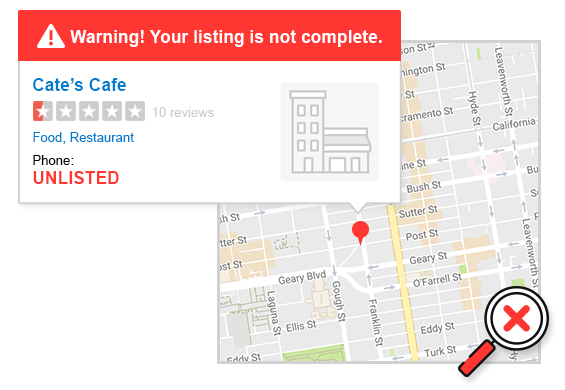 Warning! Your listing is not complete.
Cate's Cafe
10 reviews
Food, Restaurant
Phone:
UNLISTED
son St
Leavenworth St
hington St
Hyde St
cramento St
California
ine St
Bush St
Sutter St
Post St
Geary St
O'Farrell St
sh St
utter St
ost St
Geary Blvd
Gough St
Franklin St
Laguna St
Ellis St
Eddy St
Eddy St
Turk St
Leavenworth St